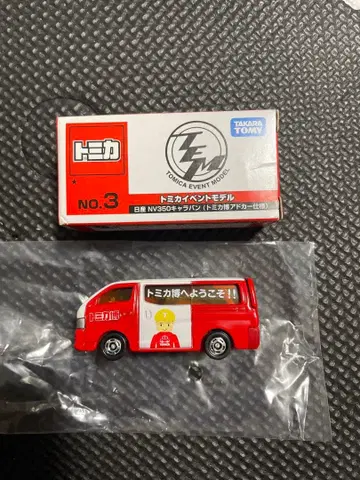 トミカ
NO.3
TEM
TOMICA EVENT MODEL
TAKARA TOMY
トミカイベントモデル
日産 NV350キャラバン(トミカ博アドカー仕様)
トミカ博へようこそ!!
トミカ博